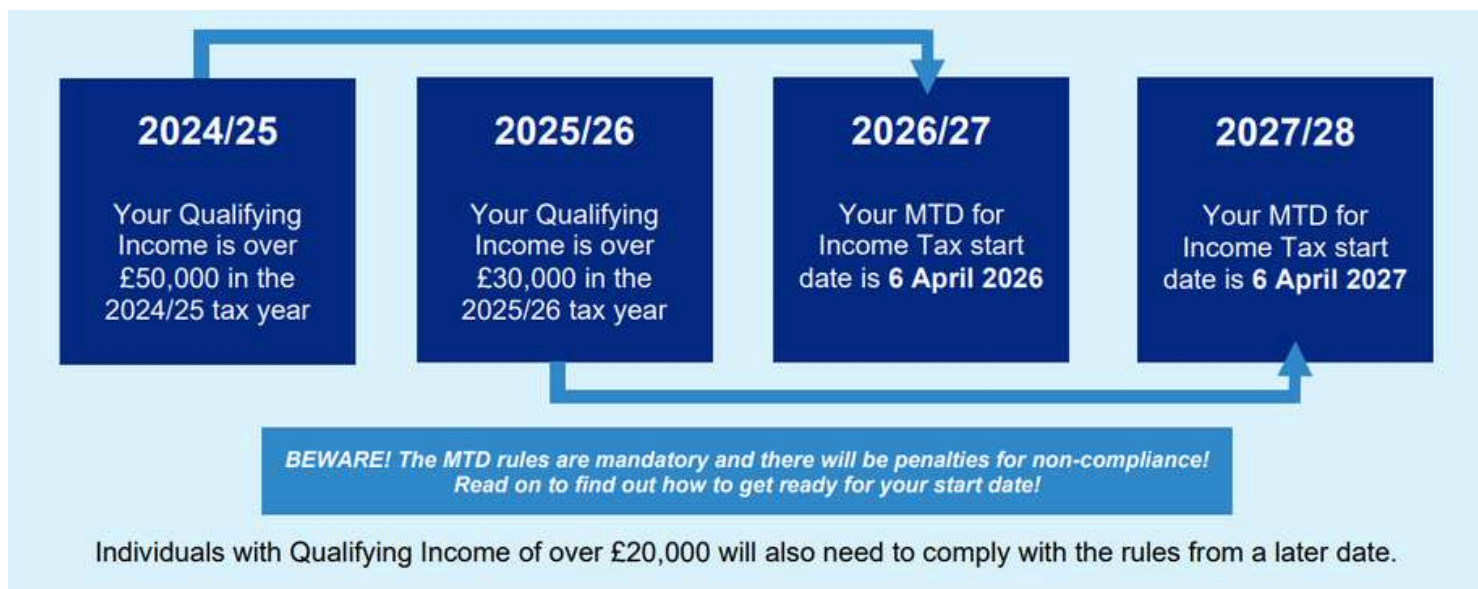 2024/25
Your Qualifying
Income is over
£50,000 in the
2024/25 tax year
2025/26
Your Qualifying
Income is over
£30,000 in the
2025/26 tax year
2026/27
Your MTD for
Income Tax start
date is 6 April 2026
2027/28
Your MTD for
Income Tax start
date is 6 April 2027
BEWARE! The MTD rules are mandatory and there will be penalties for non-compliance!
Read on to find out how to get ready for your start date!
Individuals with Qualifying Income of over £20,000 will also need to comply with the rules from a later date.